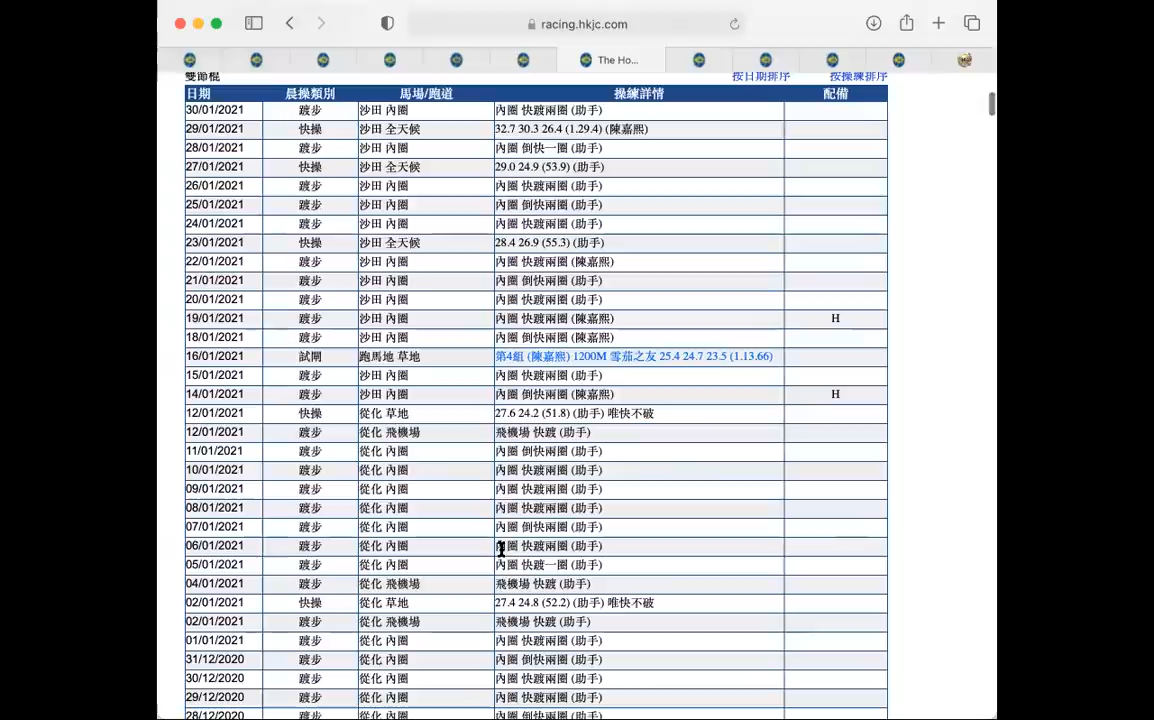 racing.hkjc.com
The Ho...
雙節棍 按日期排序 按操練排序
日期 晨操類別 馬場/跑道 操練詳情 配備
30/01/2021 踱步 沙田 內圈 內圈 快踱兩圈 (助手)
29/01/2021 快操 沙田 全天候 32.7 30.3 26.4 (1.29.4) (陳嘉熙)
28/01/2021 踱步 沙田 內圈 內圈 倒快一圈 (助手)
27/01/2021 快操 沙田 全天候 29.0 24.9 (53.9) (助手)
26/01/2021 踱步 沙田 內圈 內圈 快踱兩圈 (助手)
25/01/2021 踱步 沙田 內圈 內圈 倒快兩圈 (助手)
24/01/2021 踱步 沙田 內圈 內圈 快踱兩圈 (助手)
23/01/2021 快操 沙田 全天候 28.4 26.9 (55.3) (助手)
22/01/2021 踱步 沙田 內圈 內圈 快踱兩圈 (陳嘉熙)
21/01/2021 踱步 沙田 內圈 內圈 倒快兩圈 (助手)
20/01/2021 踱步 沙田 內圈 內圈 快踱兩圈 (助手)
19/01/2021 踱步 沙田 內圈 內圈 快踱兩圈 (陳嘉熙) H
18/01/2021 踱步 沙田 內圈 內圈 倒快兩圈 (陳嘉熙)
16/01/2021 試閘 跑馬地 草地 第4組 (陳嘉熙) 1200M 雪茄之友 25.4 24.7 23.5 (1.13.66)
15/01/2021 踱步 沙田 內圈 內圈 快踱兩圈 (助手)
14/01/2021 踱步 沙田 內圈 內圈 倒快兩圈 (陳嘉熙) H
12/01/2021 快操 從化 草地 27.6 24.2 (51.8) (助手) 唯快不破
12/01/2021 踱步 從化 飛機場 飛機場 快踱 (助手)
11/01/2021 踱步 從化 內圈 內圈 倒快兩圈 (助手)
10/01/2021 踱步 從化 內圈 內圈 快踱兩圈 (助手)
09/01/2021 踱步 從化 內圈 內圈 倒快兩圈 (助手)
08/01/2021 踱步 從化 內圈 內圈 快踱兩圈 (助手)
07/01/2021 踱步 從化 內圈 內圈 倒快兩圈 (助手)
06/01/2021 踱步 從化 內圈 內圈 快踱兩圈 (助手)
05/01/2021 踱步 從化 內圈 內圈 快踱一圈 (助手)
04/01/2021 踱步 從化 飛機場 飛機場 快踱 (助手)
02/01/2021 快操 從化 草地 27.4 24.8 (52.2) (助手) 唯快不破
02/01/2021 踱步 從化 飛機場 飛機場 快踱 (助手)
01/01/2021 踱步 從化 內圈 內圈 快踱兩圈 (助手)
31/12/2020 踱步 從化 內圈 內圈 倒快兩圈 (助手)
30/12/2020 踱步 從化 內圈 內圈 快踱兩圈 (助手)
29/12/2020 踱步 從化 內圈 內圈 快踱兩圈 (助手)
28/12/2020 踱步 從化 內圈 內圈 倒快兩圈 (助手)